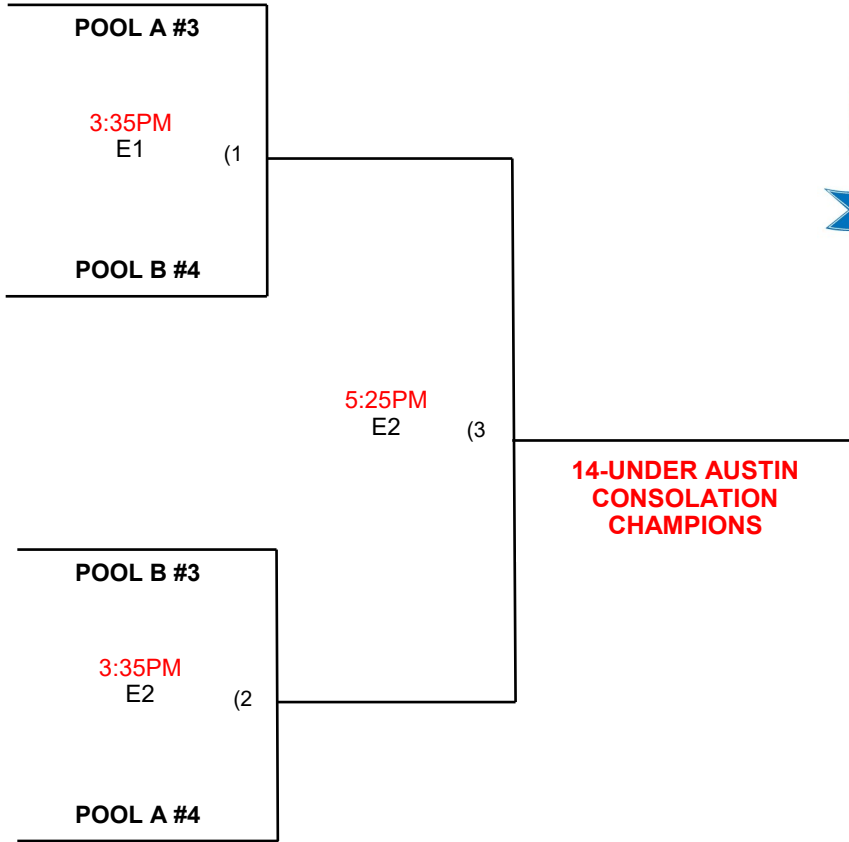 POOL A #3
3:35PM
E1 (1
POOL B #4
5:25PM
E2 (3
14-UNDER AUSTIN
CONSOLATION
CHAMPIONS
POOL B #3
3:35PM
E2 (2
POOL A #4